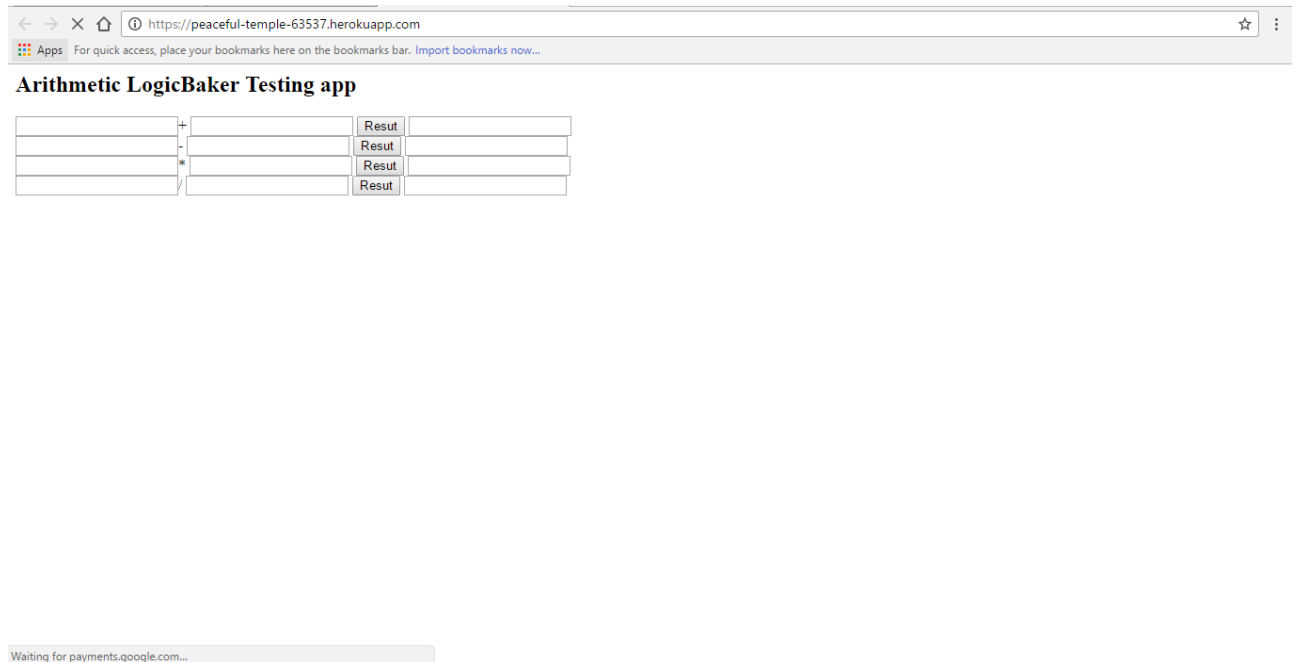 https://peaceful-temple-63537.herokuapp.com
Apps For quick access, place your bookmarks here on the bookmarks bar. Import bookmarks now...
Arithmetic LogicBaker Testing app
+ Resut
- Resut
* Resut
/ Resut
Waiting for payments.google.com...